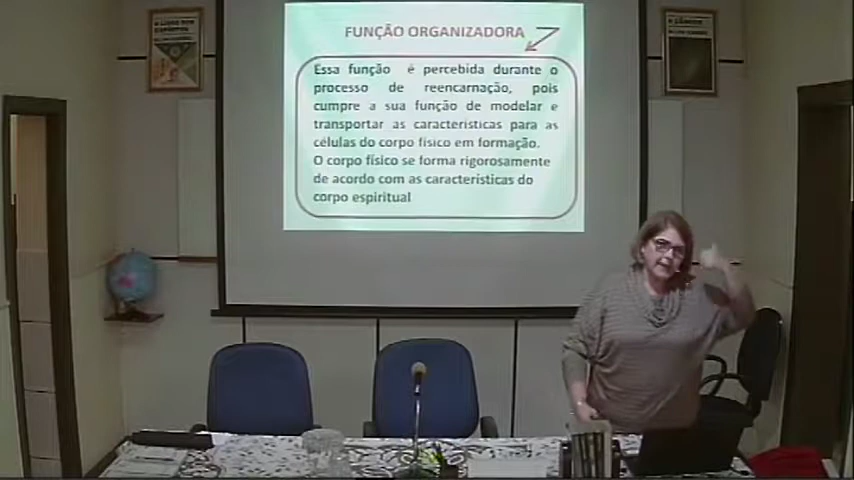 FUNÇÃO ORGANIZADORA
Essa função é percebida durante o
processo de reencarnação, pois
cumpre a sua função de modelar e
transportar as características para as
células do corpo físico em formação.
O corpo físico se forma rigorosamente
de acordo com as características do
corpo espiritual